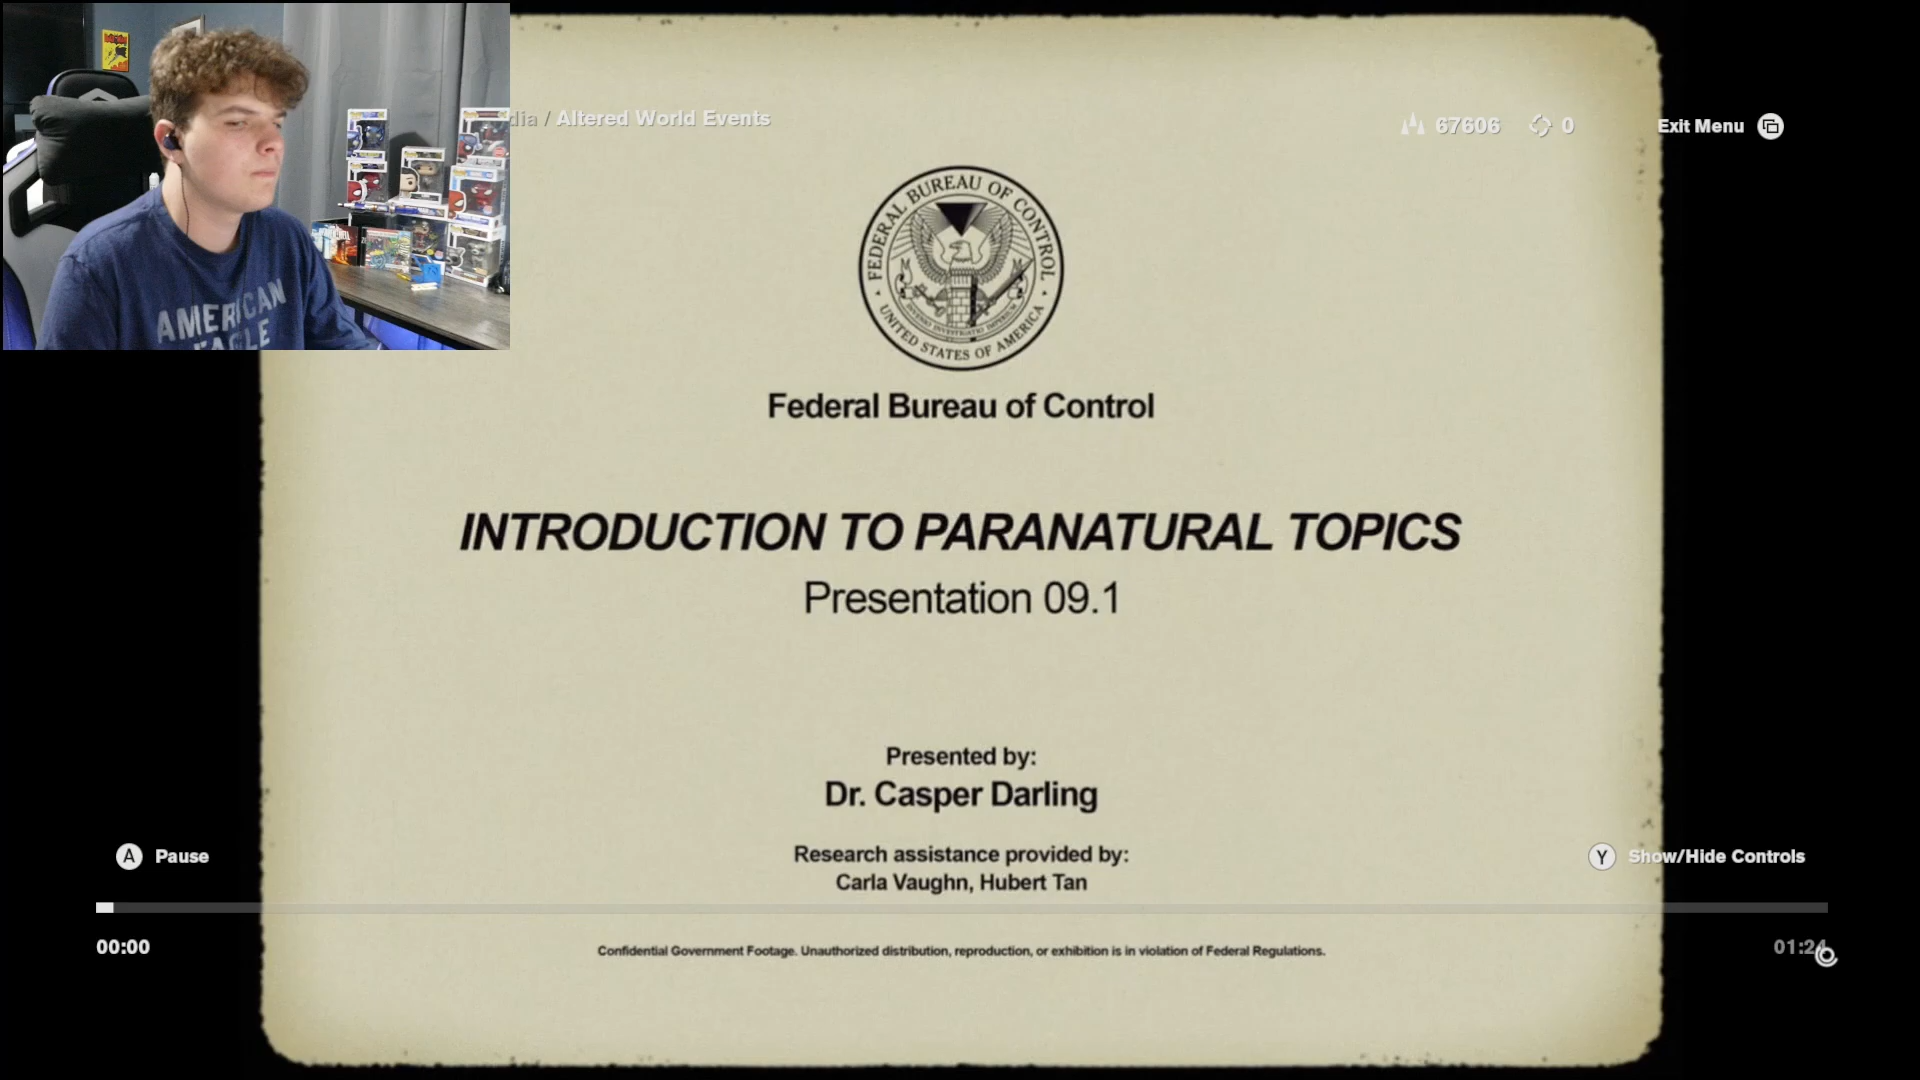 AMERICAN
EAGLE
dia / Altered World Events
67606
0
Exit Menu
FEDERAL BUREAU OF CONTROL
UNITED STATES OF AMERICA
Federal Bureau of Control
INTRODUCTION TO PARANATURAL TOPICS
Presentation 09.1
Presented by:
Dr. Casper Darling
Research assistance provided by:
Carla Vaughn, Hubert Tan
A Pause
Y Show/Hide Controls
00:00
Confidential Government Footage. Unauthorized distribution, reproduction, or exhibition is in violation of Federal Regulations.